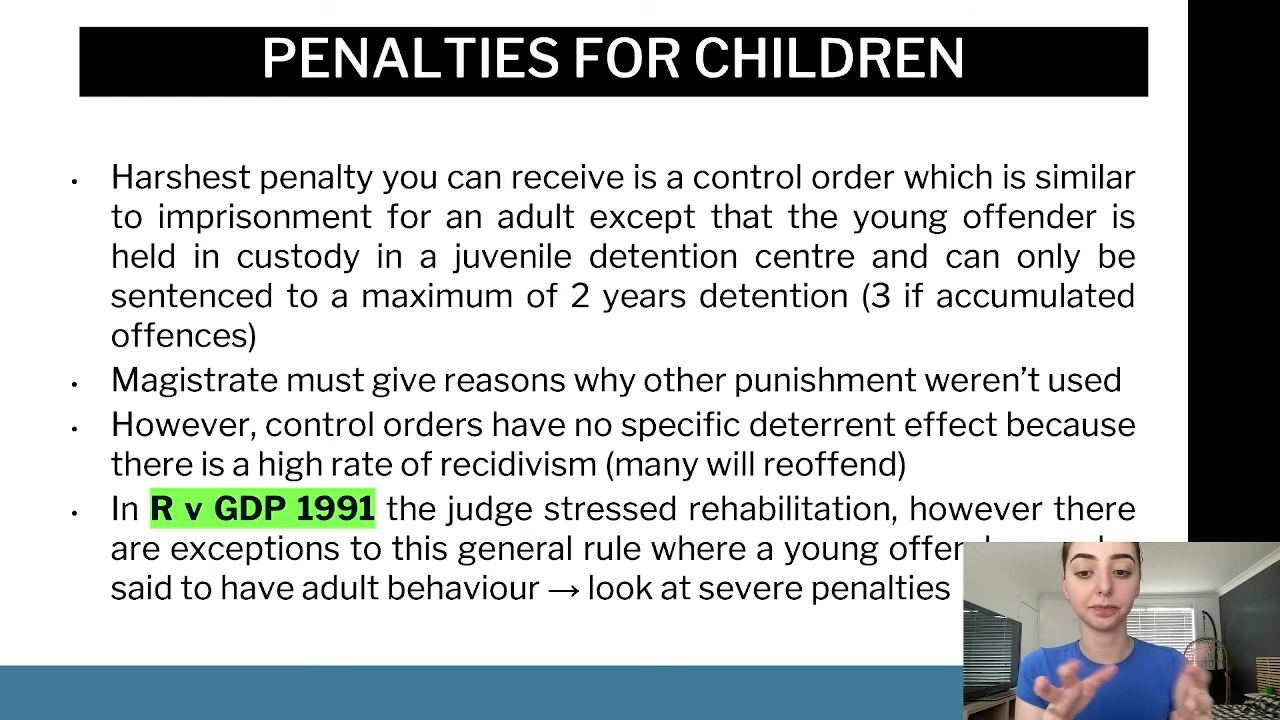 PENALTIES FOR CHILDREN
• Harshest penalty you can receive is a control order which is similar
to imprisonment for an adult except that the young offender is
held in custody in a juvenile detention centre and can only be
sentenced to a maximum of 2 years detention (3 if accumulated
offences)
• Magistrate must give reasons why other punishment weren’t used
• However, control orders have no specific deterrent effect because
there is a high rate of recidivism (many will reoffend)
• In R v GDP 1991 the judge stressed rehabilitation, however there
are exceptions to this general rule where a young
said to have adult behaviour → look at severe penalties